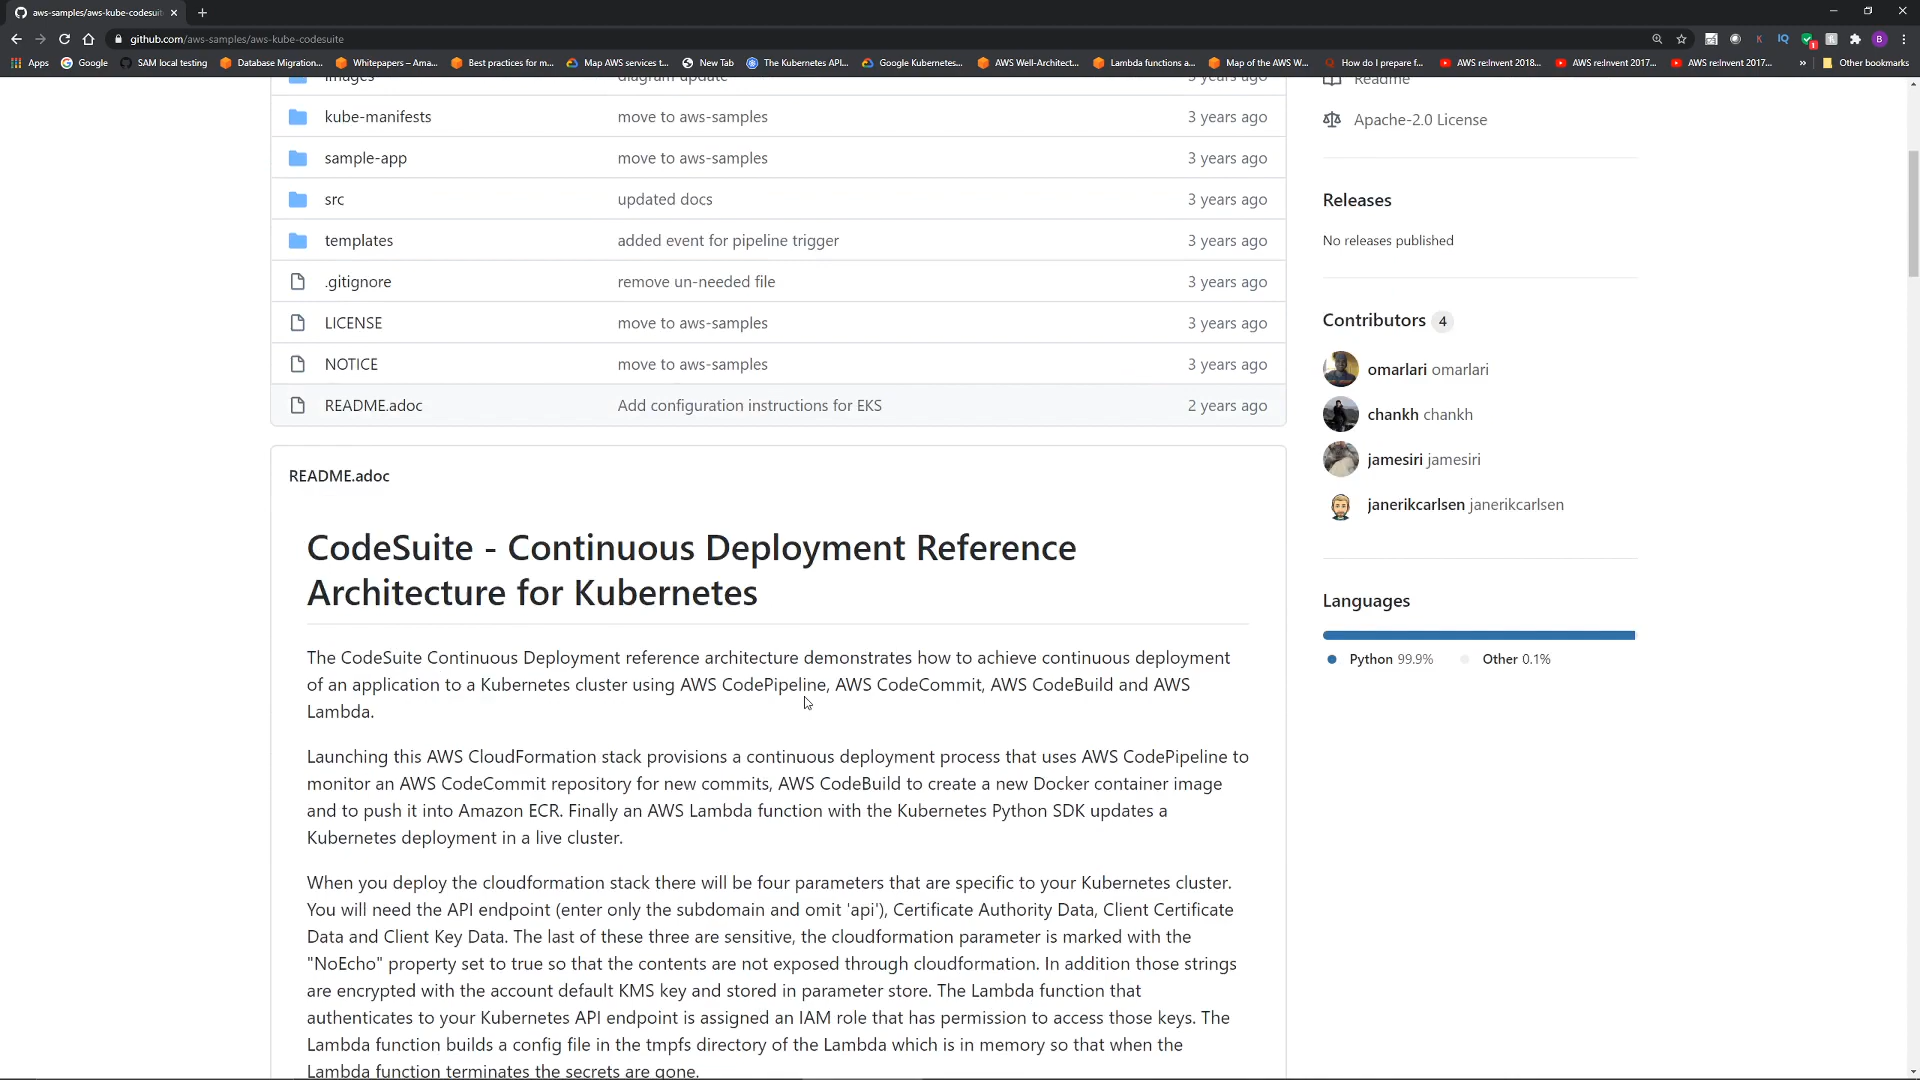 aws-samples/aws-kube-codesuit
github.com/aws-samples/aws-kube-codesuite
Apps Google SAM local testing Database Migration... Whitepapers – Ama... Best practices for m... Map AWS services t... New Tab The Kubernetes API... Google Kubernetes... AWS Well-Architect... Lambda functions a... Map of the AWS W... How do I prepare f... AWS re:Invent 2018... AWS re:Invent 2017... AWS re:Invent 2017... » Other bookmarks
images diagram update 3 years ago
kube-manifests move to aws-samples 3 years ago
sample-app move to aws-samples 3 years ago
src updated docs 3 years ago
templates added event for pipeline trigger 3 years ago
.gitignore remove un-needed file 3 years ago
LICENSE move to aws-samples 3 years ago
NOTICE move to aws-samples 3 years ago
README.adoc Add configuration instructions for EKS 2 years ago
README.adoc
CodeSuite - Continuous Deployment Reference
Architecture for Kubernetes
The CodeSuite Continuous Deployment reference architecture demonstrates how to achieve continuous deployment
of an application to a Kubernetes cluster using AWS CodePipeline, AWS CodeCommit, AWS CodeBuild and AWS
Lambda.
Launching this AWS CloudFormation stack provisions a continuous deployment process that uses AWS CodePipeline to
monitor an AWS CodeCommit repository for new commits, AWS CodeBuild to create a new Docker container image
and to push it into Amazon ECR. Finally an AWS Lambda function with the Kubernetes Python SDK updates a
Kubernetes deployment in a live cluster.
When you deploy the cloudformation stack there will be four parameters that are specific to your Kubernetes cluster.
You will need the API endpoint (enter only the subdomain and omit 'api'), Certificate Authority Data, Client Certificate
Data and Client Key Data. The last of these three are sensitive, the cloudformation parameter is marked with the
"NoEcho" property set to true so that the contents are not exposed through cloudformation. In addition those strings
are encrypted with the account default KMS key and stored in parameter store. The Lambda function that
authenticates to your Kubernetes API endpoint is assigned an IAM role that has permission to access those keys. The
Lambda function builds a config file in the tmpfs directory of the Lambda which is in memory so that when the
Lambda function terminates the secrets are gone.
Readme
Apache-2.0 License
Releases
No releases published
Contributors 4
omarlari omarlari
chankh chankh
jamesiri jamesiri
janerikcarlsen janerikcarlsen
Languages
Python 99.9% Other 0.1%